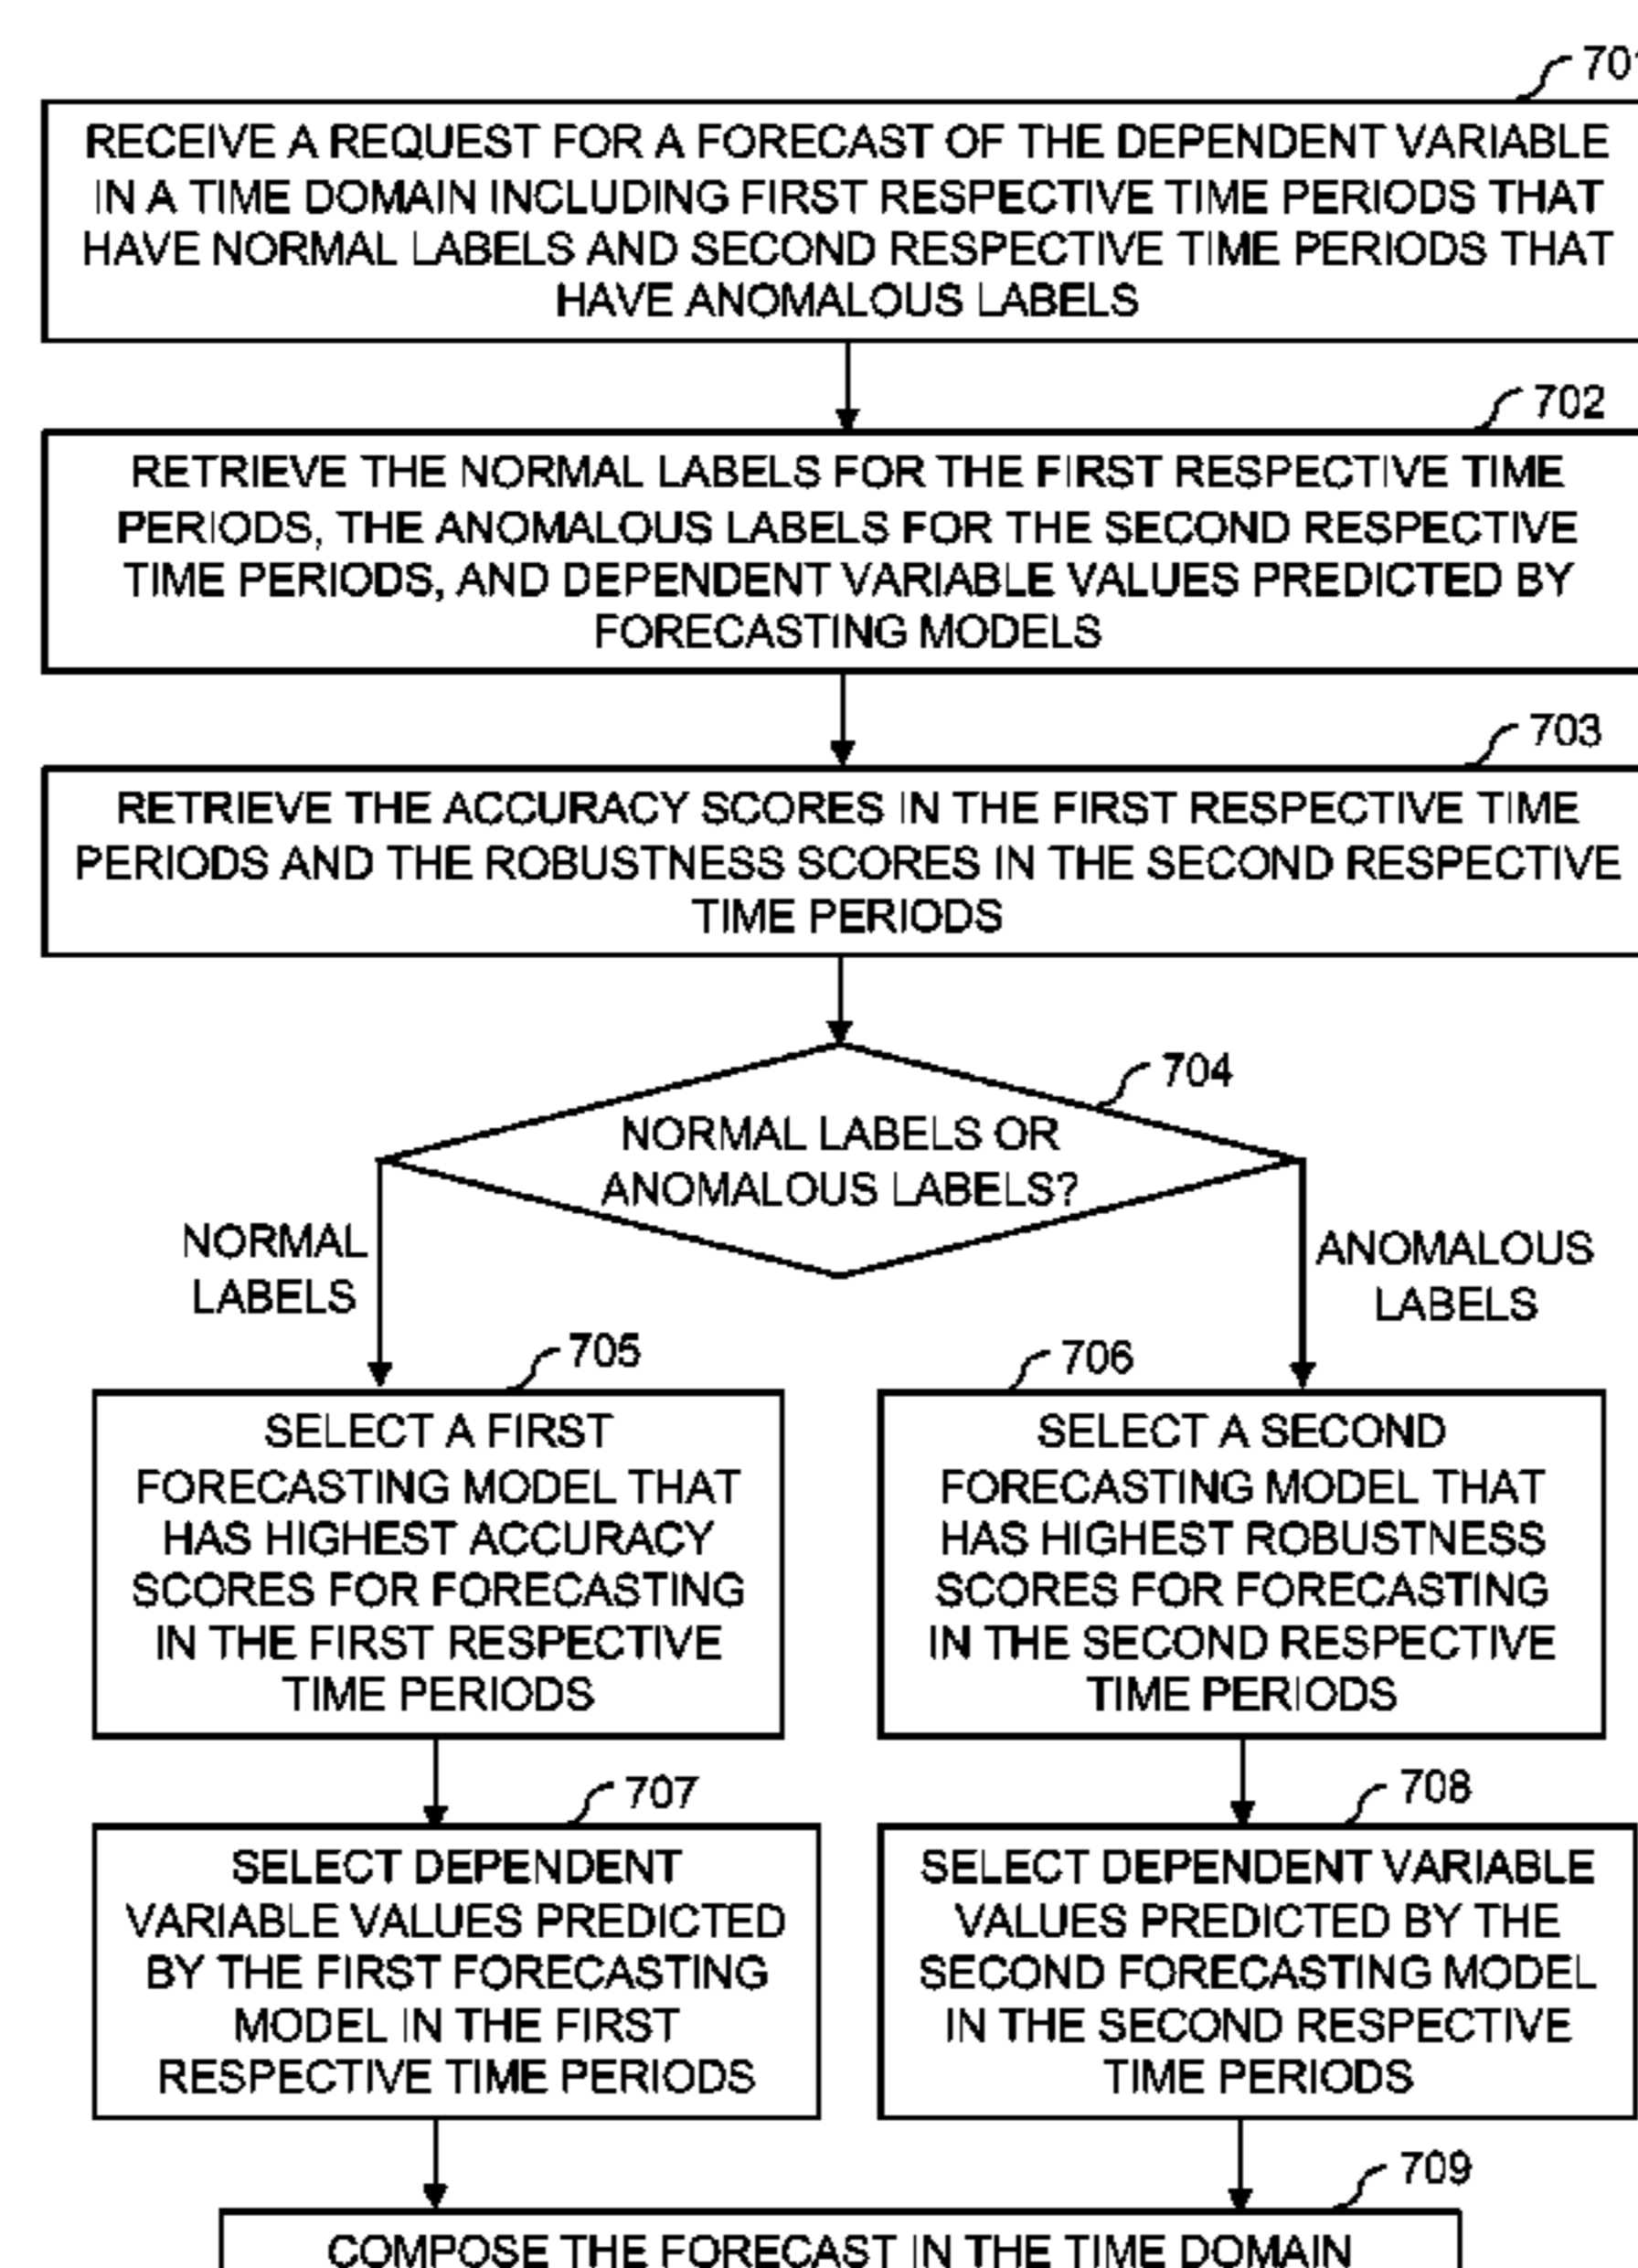 701
RECEIVE A REQUEST FOR A FORECAST OF THE DEPENDENT VARIABLE
IN A TIME DOMAIN INCLUDING FIRST RESPECTIVE TIME PERIODS THAT
HAVE NORMAL LABELS AND SECOND RESPECTIVE TIME PERIODS THAT
HAVE ANOMALOUS LABELS
702
RETRIEVE THE NORMAL LABELS FOR THE FIRST RESPECTIVE TIME
PERIODS, THE ANOMALOUS LABELS FOR THE SECOND RESPECTIVE
TIME PERIODS, AND DEPENDENT VARIABLE VALUES PREDICTED BY
FORECASTING MODELS
703
RETRIEVE THE ACCURACY SCORES IN THE FIRST RESPECTIVE TIME
PERIODS AND THE ROBUSTNESS SCORES IN THE SECOND RESPECTIVE
TIME PERIODS
704
NORMAL LABELS OR
ANOMALOUS LABELS?
NORMAL
LABELS
ANOMALOUS
LABELS
705
SELECT A FIRST
FORECASTING MODEL THAT
HAS HIGHEST ACCURACY
SCORES FOR FORECASTING
IN THE FIRST RESPECTIVE
TIME PERIODS
706
SELECT A SECOND
FORECASTING MODEL THAT
HAS HIGHEST ROBUSTNESS
SCORES FOR FORECASTING
IN THE SECOND RESPECTIVE
TIME PERIODS
707
SELECT DEPENDENT
VARIABLE VALUES PREDICTED
BY THE FIRST FORECASTING
MODEL IN THE FIRST
RESPECTIVE TIME PERIODS
708
SELECT DEPENDENT VARIABLE
VALUES PREDICTED BY THE
SECOND FORECASTING MODEL
IN THE SECOND RESPECTIVE
TIME PERIODS
709
COMPOSE THE FORECAST IN THE TIME DOMAIN